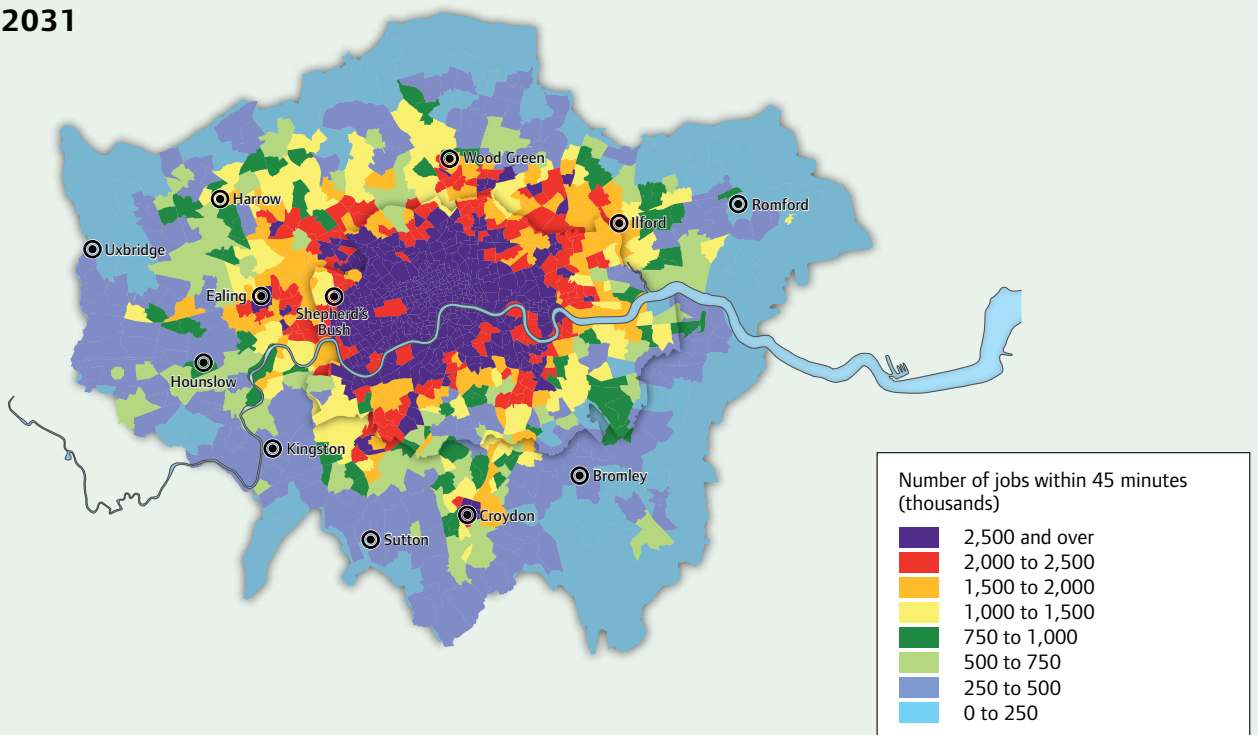 2031
Wood Green
Harrow
Romford
Ilford
Uxbridge
Ealing
Shepherd's
Bush
Hounslow
Kingston
Bromley
Croydon
Sutton
Number of jobs within 45 minutes
(thousands)
2,500 and over
2,000 to 2,500
1,500 to 2,000
1,000 to 1,500
750 to 1,000
500 to 750
250 to 500
0 to 250